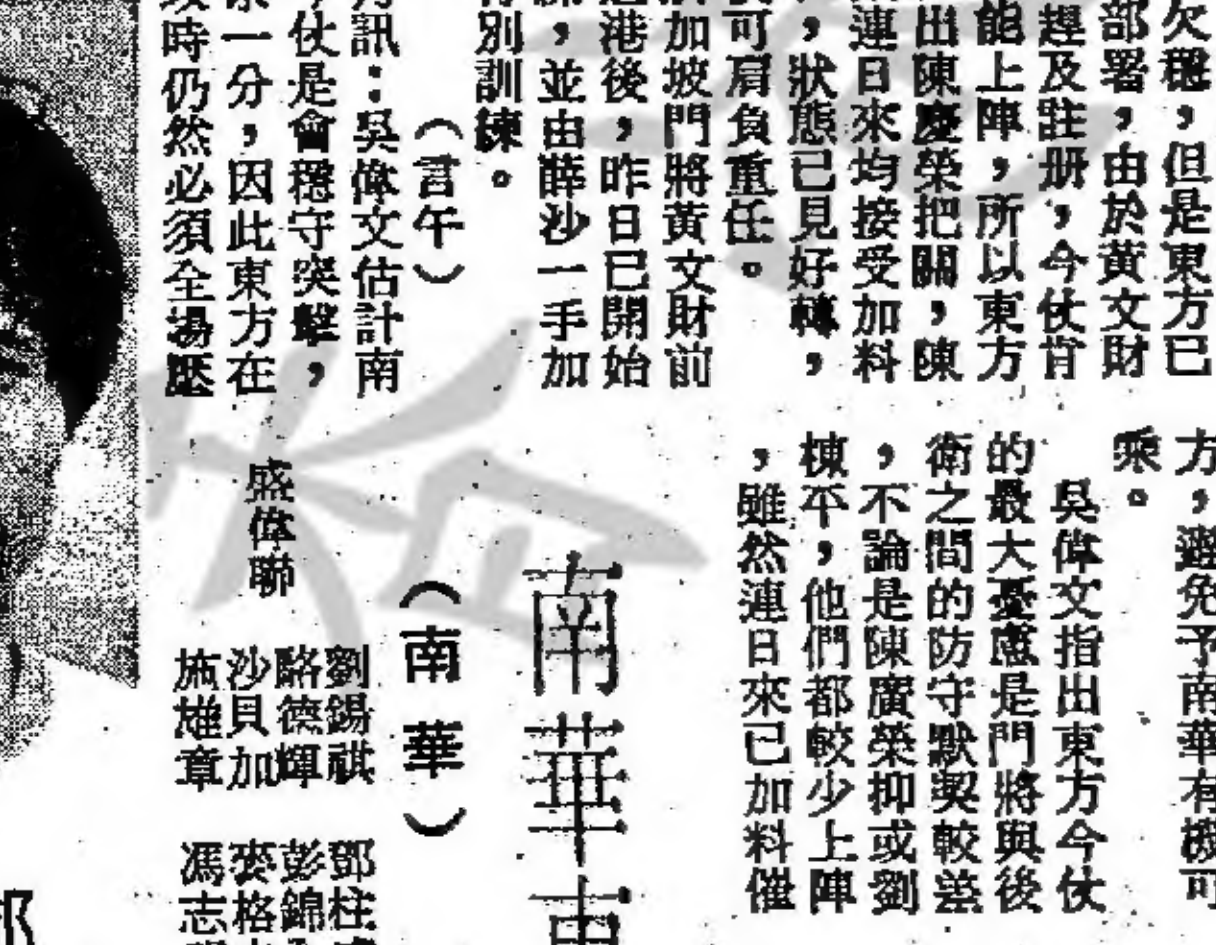 欠穩，但是東方已
部署，由於黃文財
趕及註册，今仗肯
能上陣，所以東方
出陳慶榮把關，陳
連日來均接受加料
，狀態已見好轉，
可肩負重任。
加坡門將黃文財前
港後，昨日已開始
，並由薛沙一手加
別訓練。
（言午）
訊：吳偉文估計南
仗是會穩守突擊，
一分，因此東方在
時仍然必須全場壓
方，避免予南華有機可
乘。
吳偉文指出東方今仗
的最大憂慮是門將與後
衛之間的防守默契較差
，不論是陳廣榮抑或劉
棟平，他們都較少上陣
，雖然連日來已加料催
南華東
（南華）
劉錫祺 鄧柱
駱德輝 彭錦
沙貝加 麥格
施雄章 馮志
盛偉聯